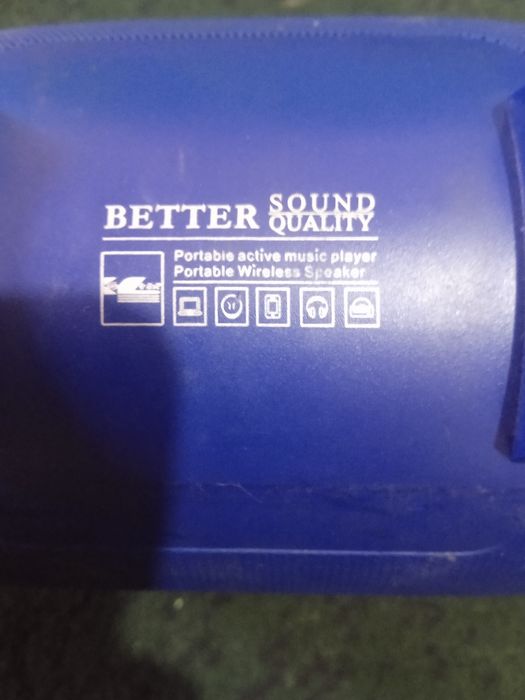 BETTER SOUND QUALITY
Portable active music player
Portable Wireless Speaker